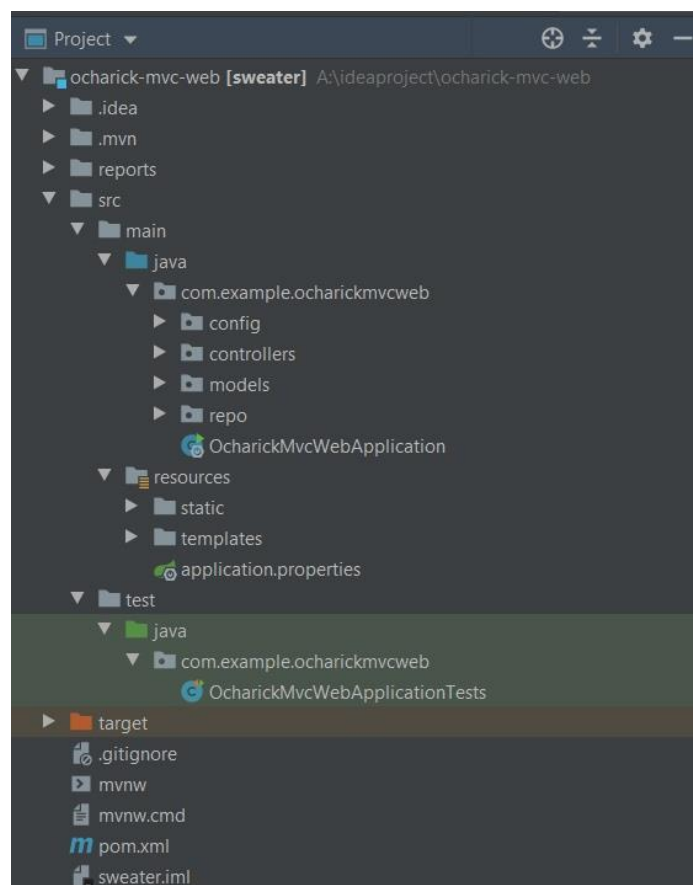 Project
ocharick-mvc-web [sweater] A:\ideaproject\ocharick-mvc-web
.idea
.mvn
reports
src
main
java
com.example.ocharickmvcweb
config
controllers
models
repo
OcharickMvcWebApplication
resources
static
templates
application.properties
test
java
com.example.ocharickmvcweb
OcharickMvcWebApplicationTests
target
.gitignore
mvnw
mvnw.cmd
pom.xml
sweater.iml